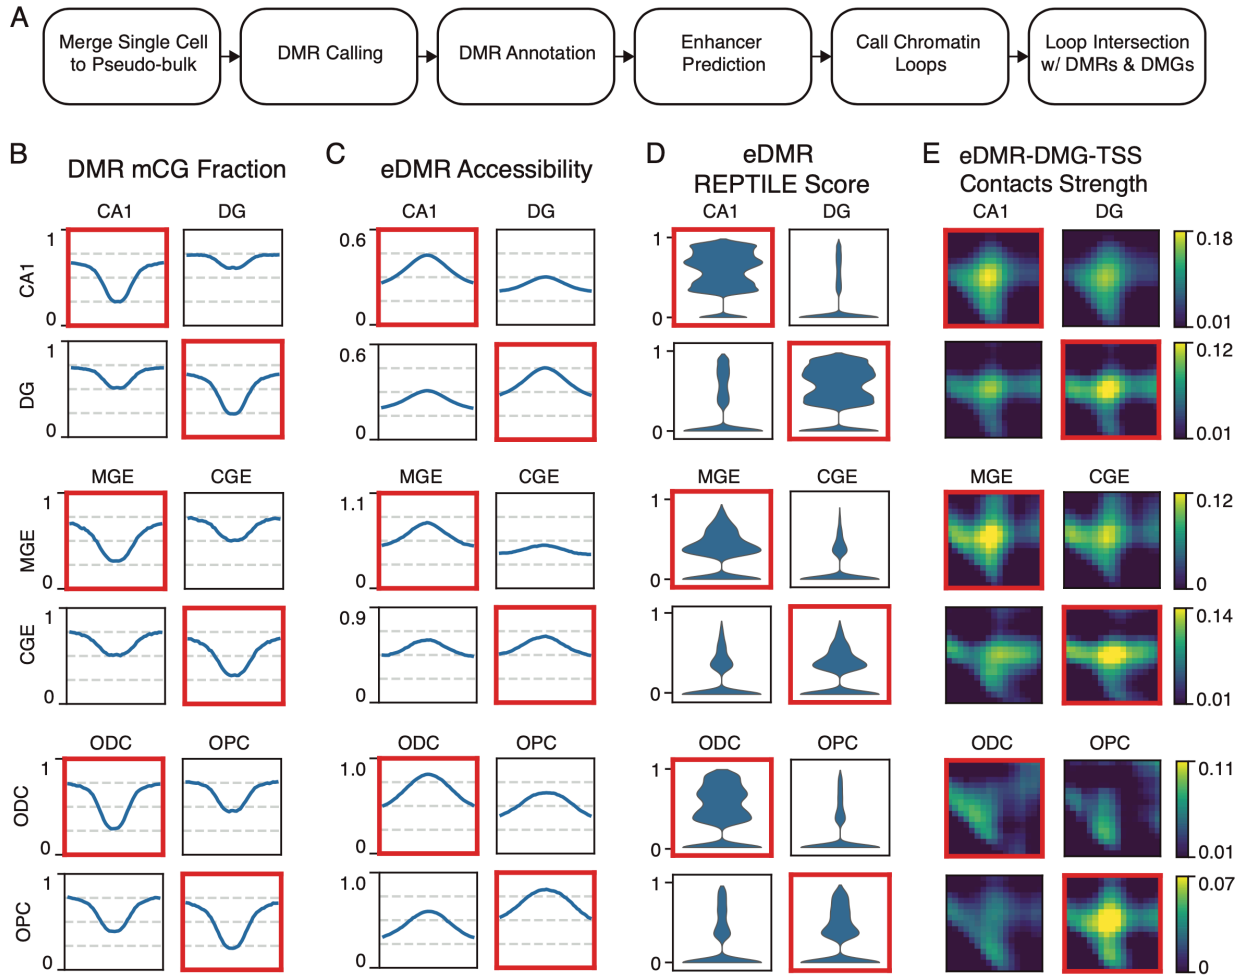 A
Merge Single Cell
to Pseudo-bulk
DMR Calling
DMR Annotation
Enhancer
Prediction
Call Chromatin
Loops
Loop Intersection
w/ DMRs & DMGs
B
DMR mCG Fraction
CA1 DG
CA1
1
0
DG
1
0
MGE CGE
MGE
1
0
CGE
1
0
ODC OPC
ODC
1
0
OPC
1
0
C
eDMR Accessibility
CA1 DG
0.6
0
0.6
0
MGE CGE
1.1
0
0.9
0
ODC OPC
1.0
0
1.0
0
D
eDMR
REPTILE Score
CA1 DG
1
0
1
0
MGE CGE
1
0
1
0
ODC OPC
1
0
1
0
E
eDMR-DMG-TSS
Contacts Strength
CA1 DG
0.18
0.01
0.12
0.01
MGE CGE
0.12
0
0.14
0.01
ODC OPC
0.11
0.01
0.07
0